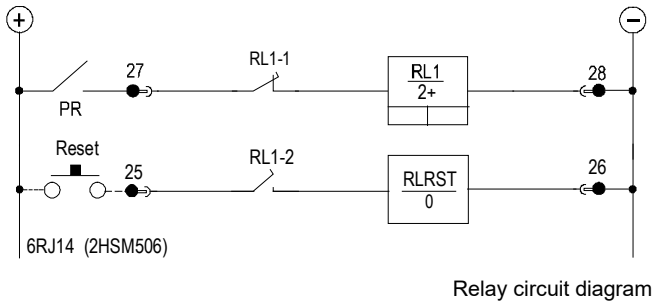 +
−
27
RL1-1
RL1
2+
28
PR
Reset
25
RL1-2
RLRST
0
26
6RJ14 (2HSM506)
Relay circuit diagram